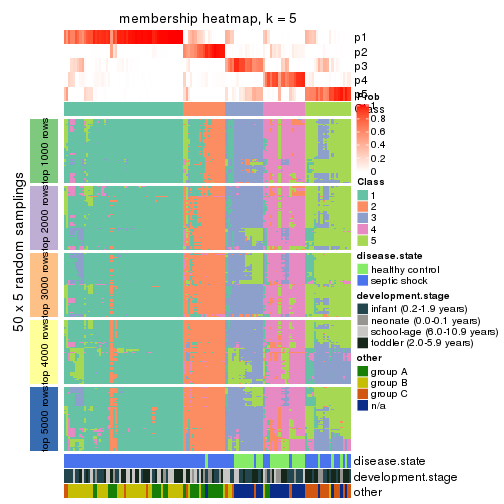 membership heatmap, k = 5
p1
p2
p3
p4
p5
Prob
1
0.8
0.6
0.4
0.2
0
Class
Class
1
2
3
4
5
disease.state
healthy control
septic shock
development.stage
infant (0.2-1.9 years)
neonate (0.0-0.1 years)
school-age (6.0-10.9 years)
toddler (2.0-5.9 years)
other
group A
group B
group C
n/a
50 x 5 random samplings
top 1000 rows
top 2000 rows
top 3000 rows
top 4000 rows
top 5000 rows
disease.state
development.stage
other